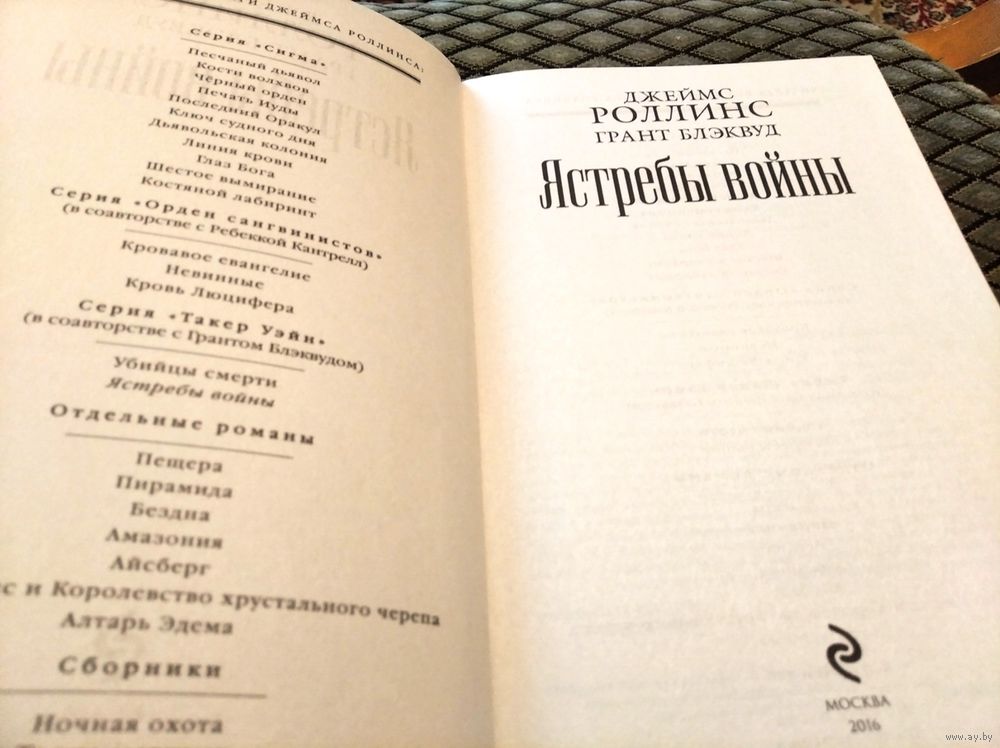 И ДЖЕЙМСА РОЛЛИНСА:
Серия «Сигма»
Песчаный дьявол
Кости волхвов
Чёрный орден
Печать Иуды
Последний Оракул
Ключ судного дня
Дьявольская колония
Линия крови
Глаз Бога
Шестое вымирание
Костяной лабиринт
Серия «Орден сангвинистов»
(в соавторстве с Ребеккой Кантрелл)
Кровавое евангелие
Невинные
Кровь Люцифера
Серия «Такер Уэйн»
(в соавторстве с Грантом Блэквудом)
Убийцы смерти
Ястребы войны
Отдельные романы
Пещера
Пирамида
Бездна
Амазония
Айсберг
с и Королевство хрустального черепа
Алтарь Эдема
Сборники
Ночная охота
ДЖЕЙМС
РОЛЛИНС
ГРАНТ БЛЭКВУД
Ястребы войны
МОСКВА
2016
www.ay.by